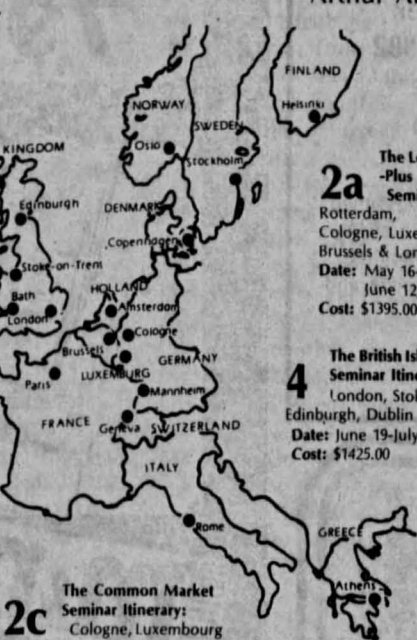 FINLAND
NORWAY
Helsinki
SWEDEN
KINGDOM
Oslo
Stockholm
The L
-Plus
2a
Semi
Edinburgh
DENMARK
Rotterdam,
Cologne, Luxe
Copenhagen
Brussels & Lon
Stoke-on-Trent
Date: May 16-
HOLLAND
June 12
Bath
Amsterdam
Cost: $1395.00
London
Cologne
Brussels
GERMANY
The British Isl
LUXEMBURG
4
Seminar Itine
Paris
Mannheim
London, Stok
FRANCE
Geneva
SWITZERLAND
Edinburgh, Dublin
Date: June 19-July
ITALY
Cost: $1425.00
Rome
GREECE
Athens
2c
The Common Market
Seminar Itinerary:
Cologne, Luxembourg